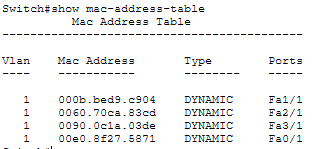 Switch#show mac-address-table
Mac Address Table
-------------------------------------------
Vlan Mac Address Type Ports
---- ----------- -------- -----
1 000b.bed9.c904 DYNAMIC Fa1/1
1 0060.70ca.83cd DYNAMIC Fa2/1
1 0090.0c1a.03de DYNAMIC Fa3/1
1 00e0.8f27.5871 DYNAMIC Fa0/1